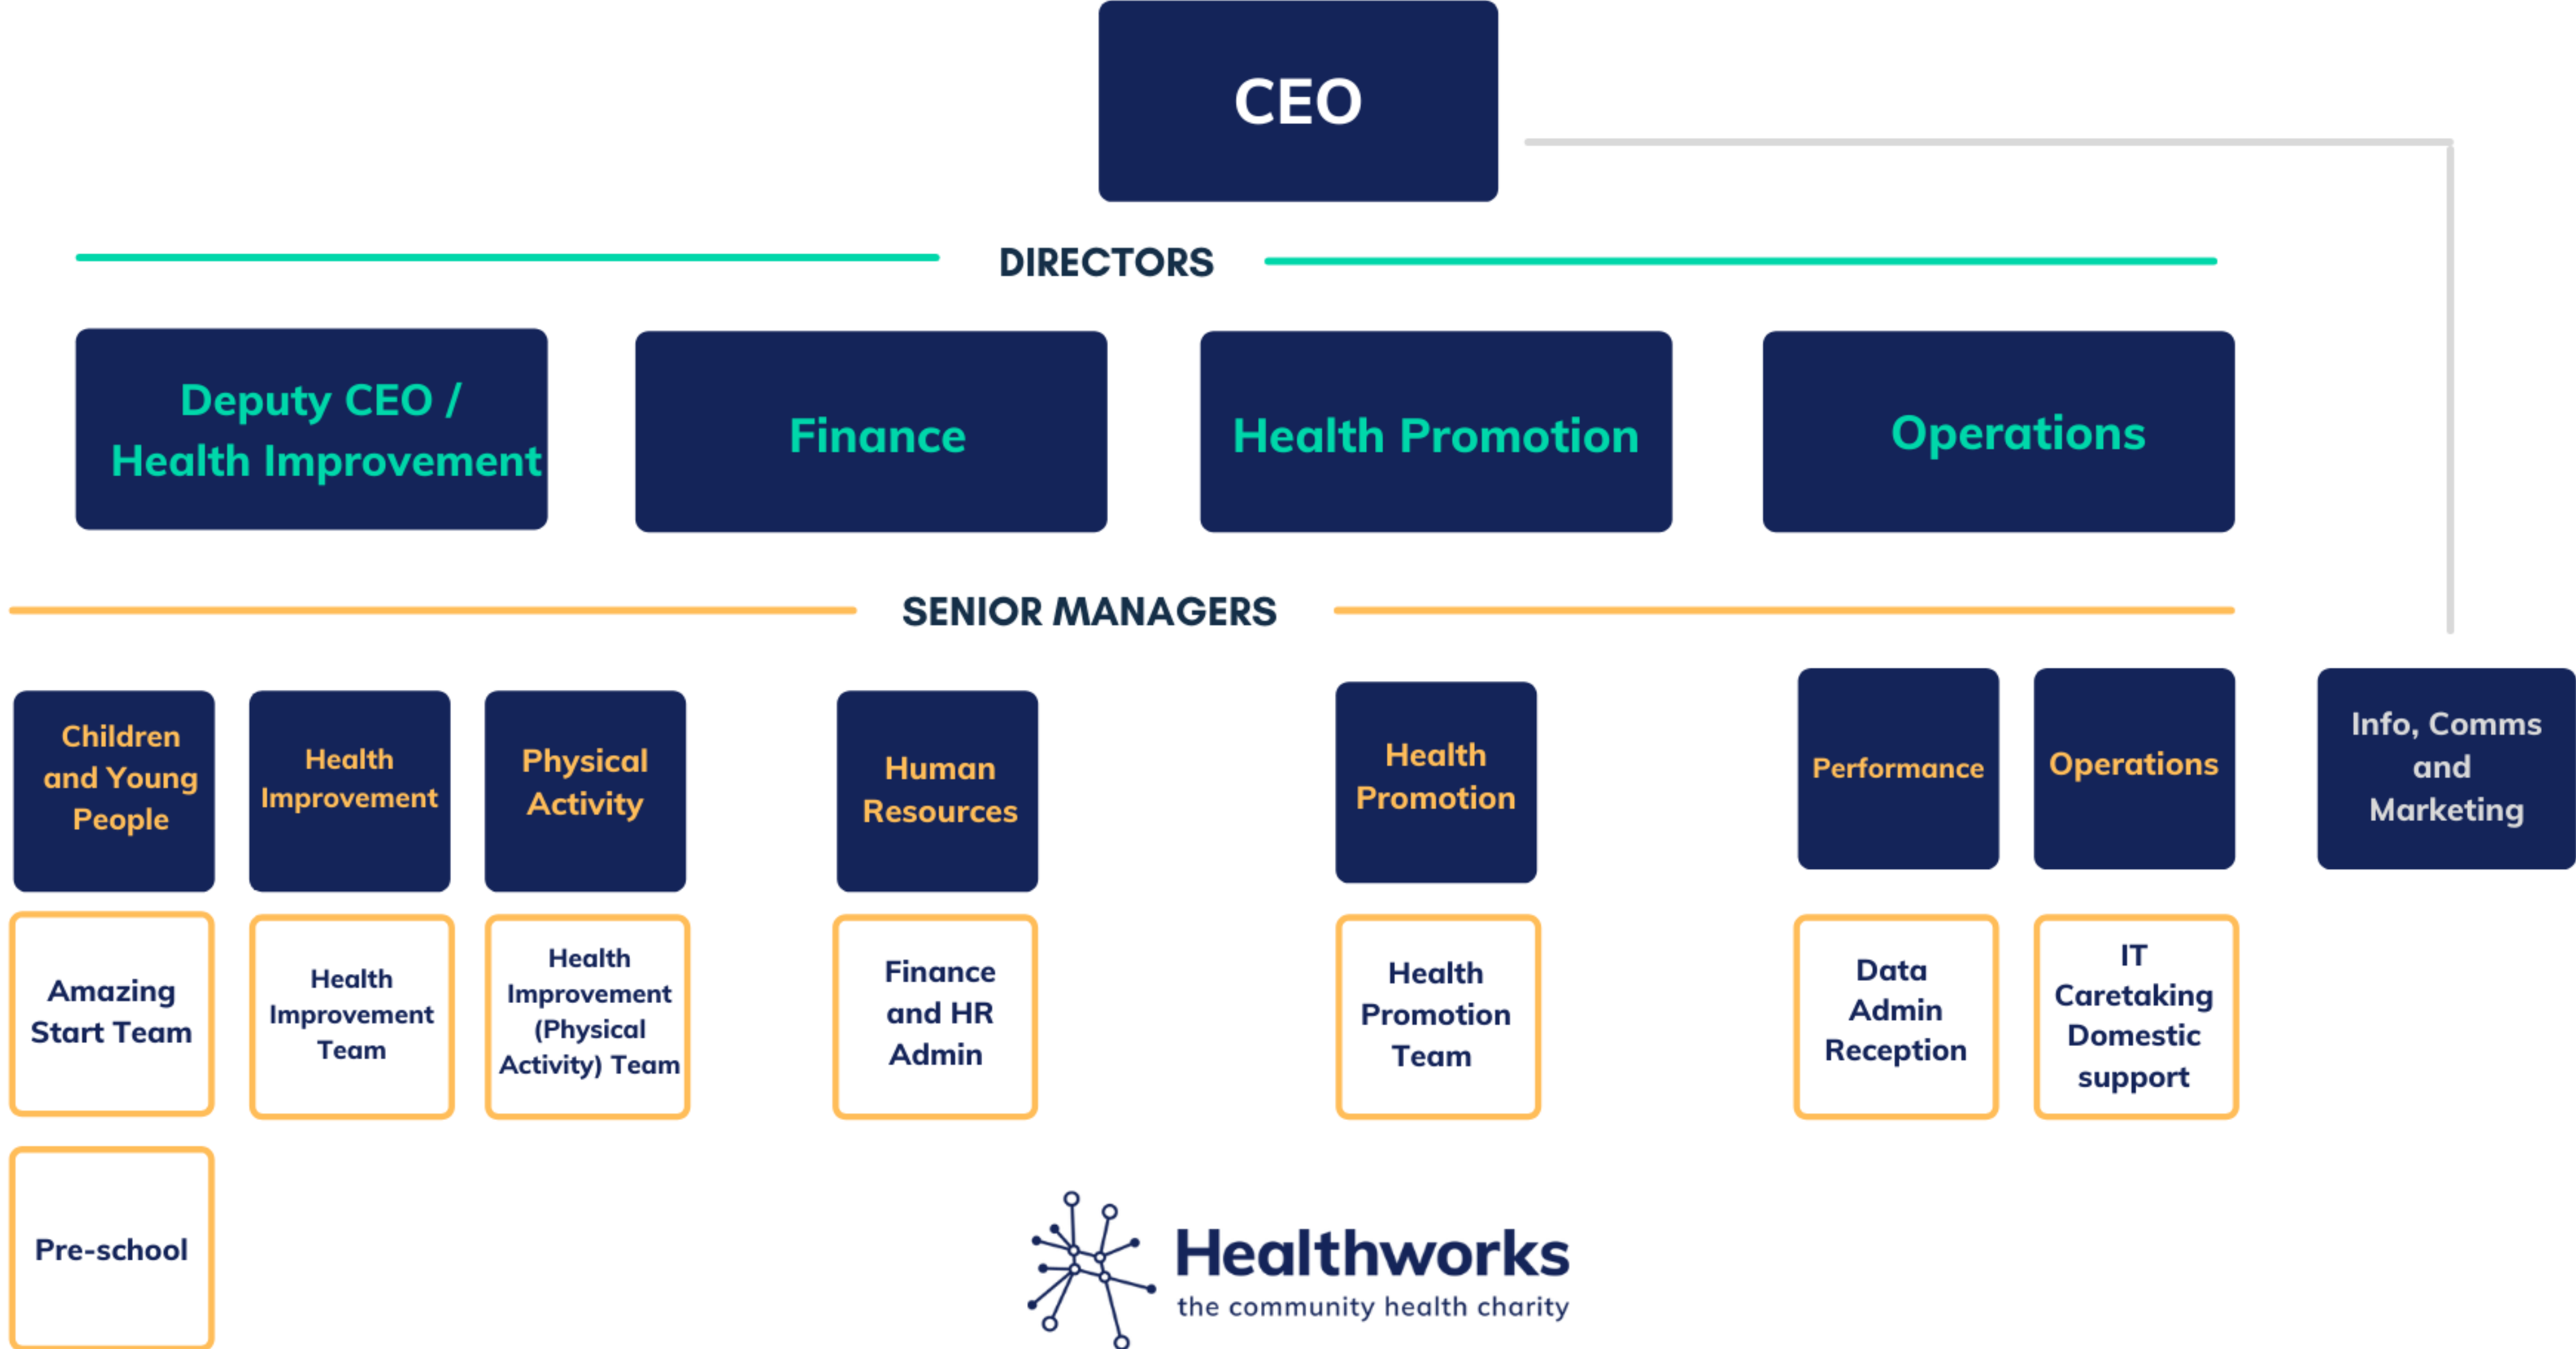 CEO
DIRECTORS
Deputy CEO /
Health Improvement
Finance
Health Promotion
Operations
SENIOR MANAGERS
Children
and Young
People
Health
Improvement
Physical
Activity
Human
Resources
Health
Promotion
Performance
Operations
Info, Comms
and
Marketing
Amazing
Start Team
Health
Improvement
Team
Health
Improvement
(Physical
Activity) Team
Finance
and HR
Admin
Health
Promotion
Team
Data
Admin
Reception
IT
Caretaking
Domestic
support
Pre-school
Healthworks
the community health charity